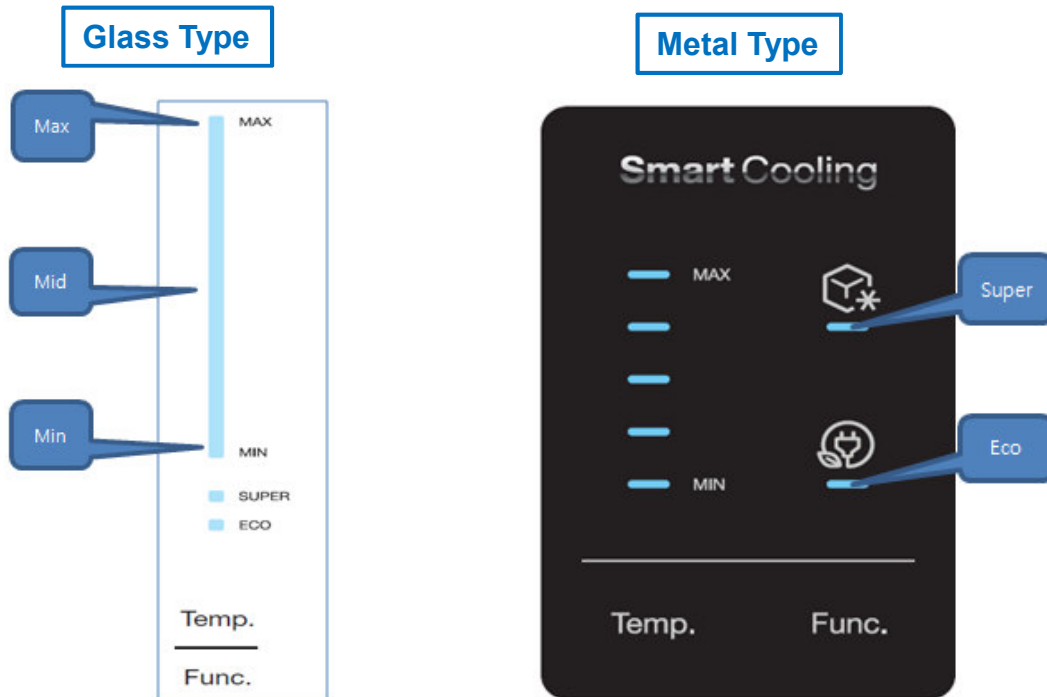 Glass Type
Max
Mid
Min
MAX
MIN
SUPER
ECO
Temp.
Func.
Metal Type
Smart Cooling
MAX
MIN
Super
Eco
Temp.
Func.